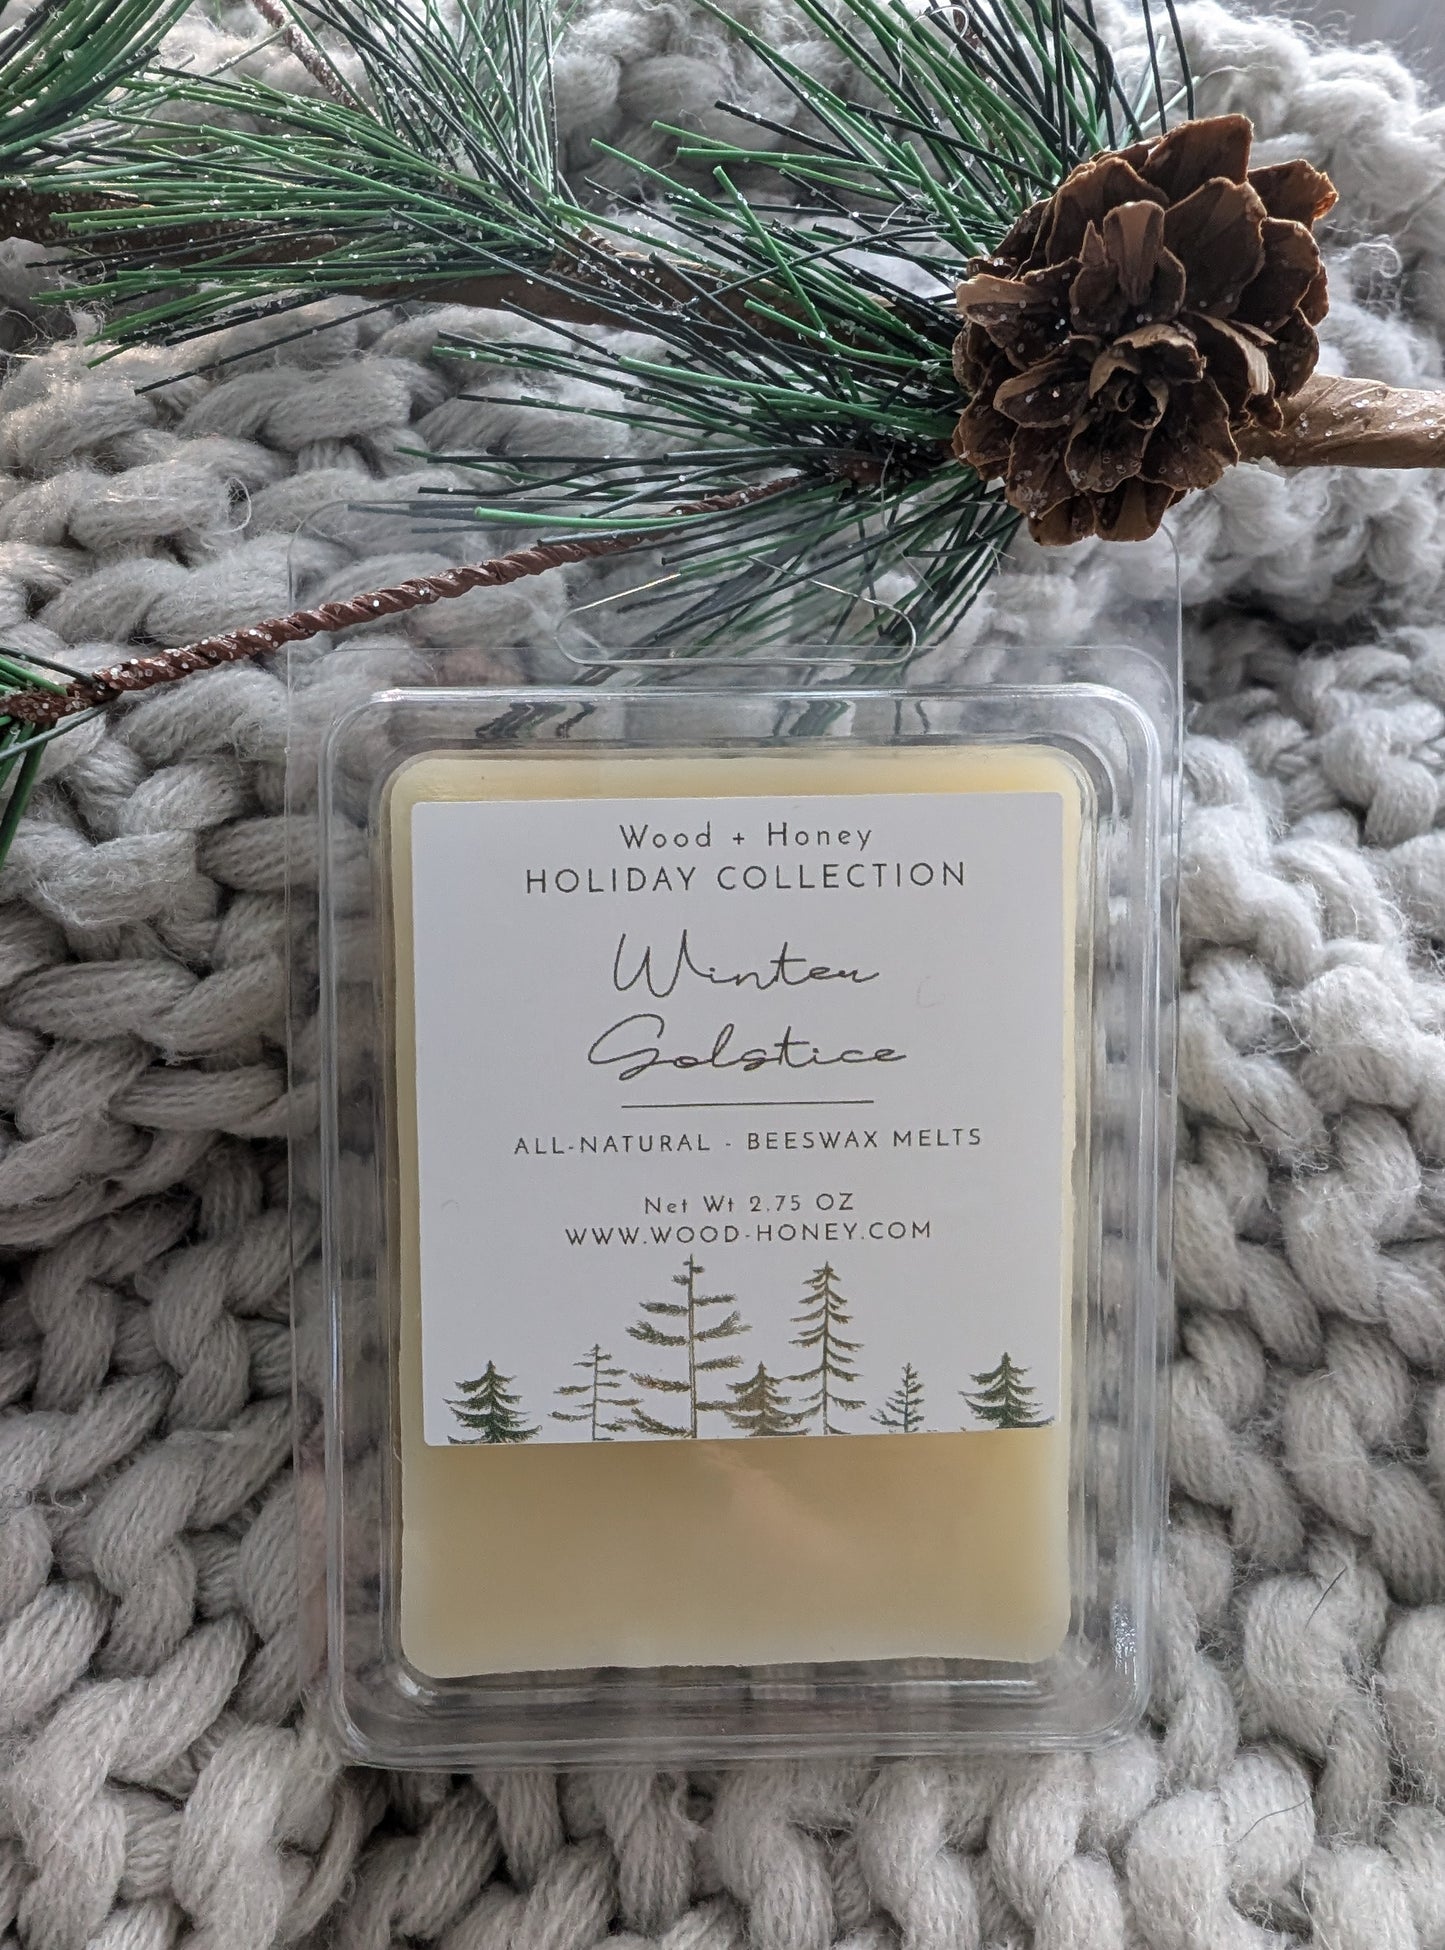 Wood + Honey
HOLIDAY COLLECTION
Winter
Solstice
ALL-NATURAL - BEESWAX MELTS
Net Wt 2.75 OZ
WWW.WOOD-HONEY.COM